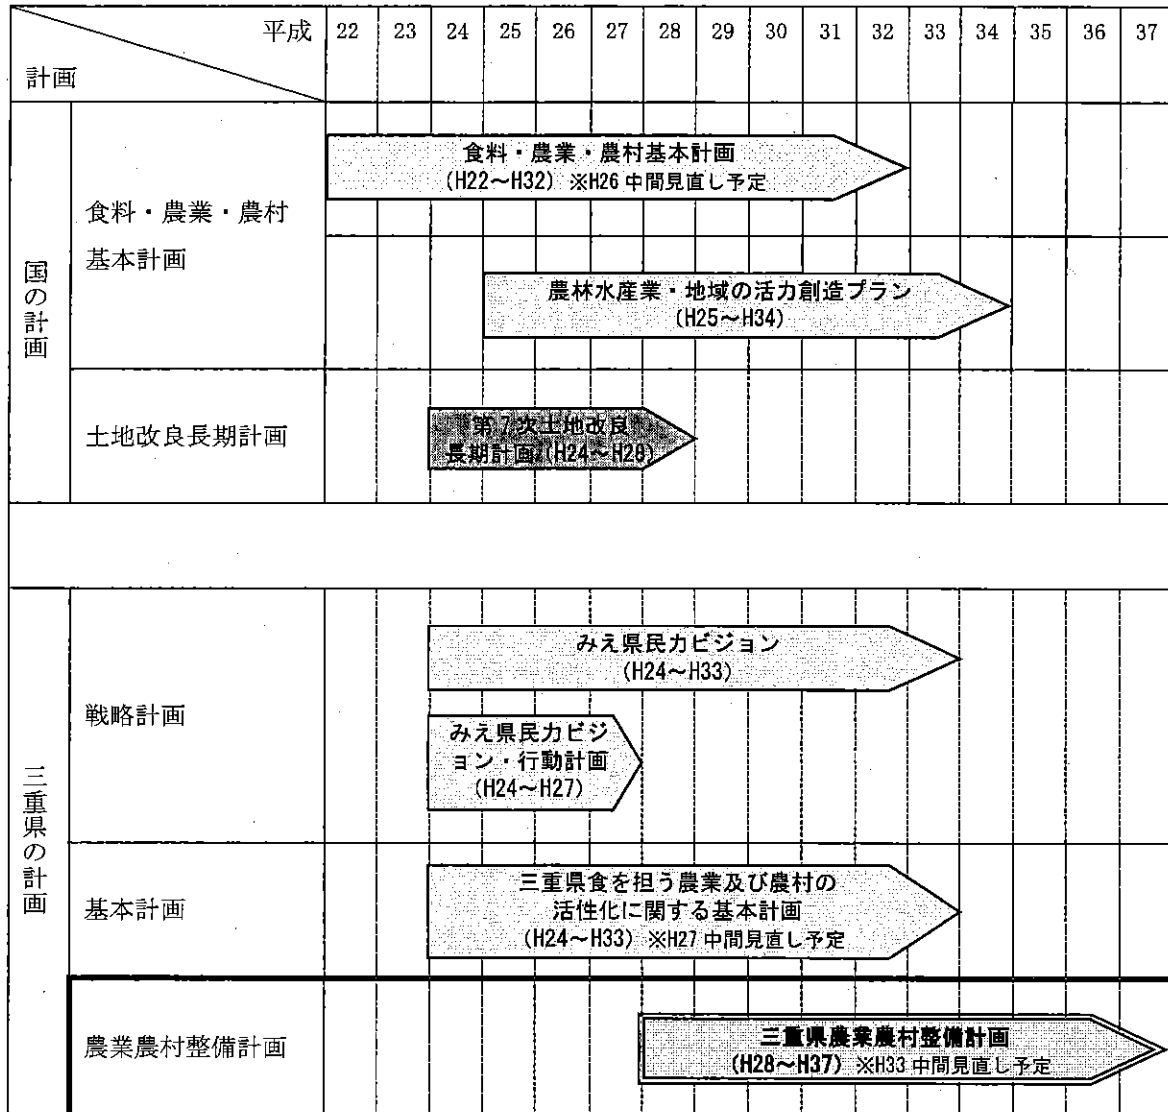 平成 22 23 24 25 26 27 28 29 30 31 32 33 34 35 36 37
計画
国の計画
食料・農業・農村
基本計画
食料・農業・農村基本計画
(H22～H32) ※H26 中間見直し予定
農林水産業・地域の活力創造プラン
(H25～H34)
土地改良長期計画
第7次土地改良
長期計画(H24～H28)
三重県の計画
戦略計画
みえ県民力ビジョン
(H24～H33)
みえ県民力ビジ
ョン・行動計画
(H24～H27)
基本計画
三重県食を担う農業及び農村の
活性化に関する基本計画
(H24～H33) ※H27 中間見直し予定
農業農村整備計画
三重県農業農村整備計画
(H28～H37) ※H33 中間見直し予定